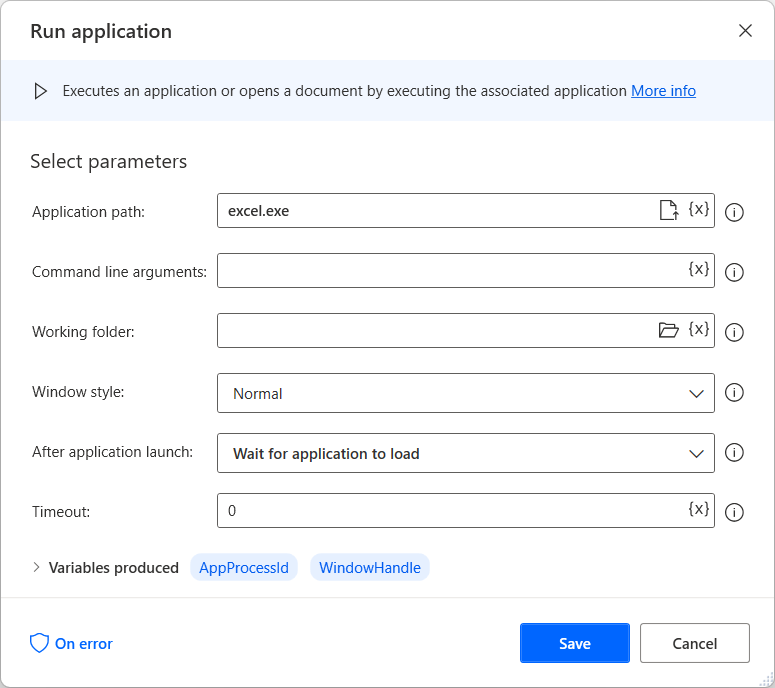 Run application
Executes an application or opens a document by executing the associated application More info
Select parameters
Application path: excel.exe {x}
Command line arguments: {x}
Working folder: {x}
Window style: Normal
After application launch: Wait for application to load
Timeout: 0 {x}
Variables produced AppProcessId WindowHandle
On error Save Cancel